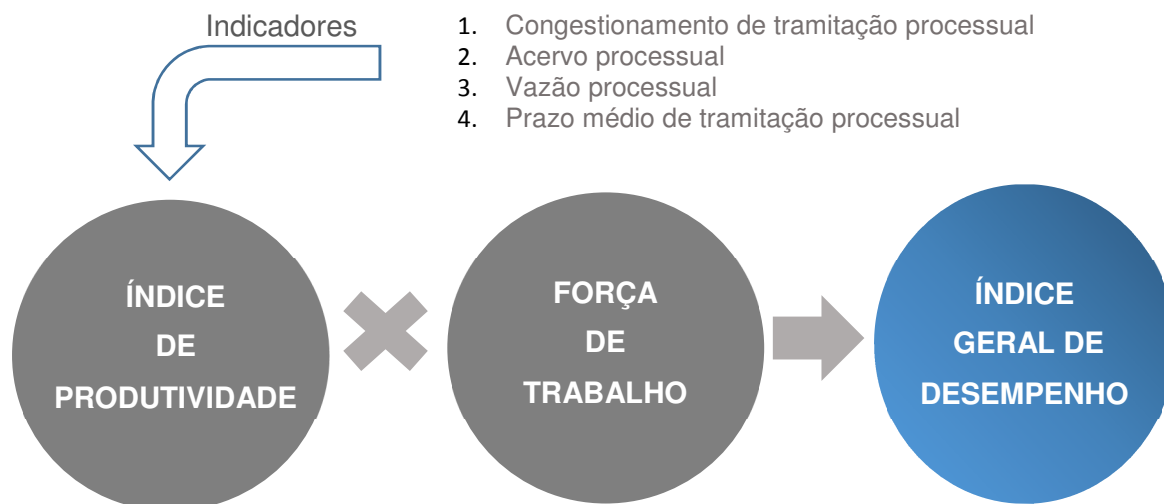 Indicadores
1. Congestionamento de tramitação processual
2. Acervo processual
3. Vazão processual
4. Prazo médio de tramitação processual
ÍNDICE
DE
PRODUTIVIDADE
FORÇA
DE
TRABALHO
ÍNDICE
GERAL DE
DESEMPENHO